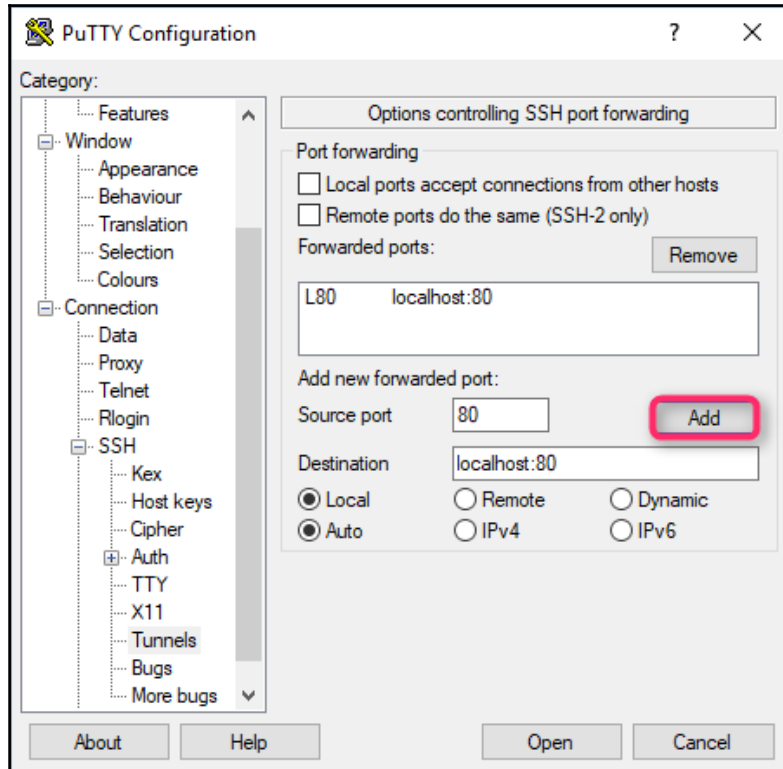 PuTTY Configuration
?
Category:
Features
Window
Appearance
Behaviour
Translation
Selection
Colours
Connection
Data
Proxy
Telnet
Rlogin
SSH
Kex
Host keys
Cipher
Auth
TTY
X11
Tunnels
Bugs
More bugs
Options controlling SSH port forwarding
Port forwarding
Local ports accept connections from other hosts
Remote ports do the same (SSH-2 only)
Forwarded ports:
Remove
L80 localhost:80
Add new forwarded port:
Source port 80 Add
Destination localhost:80
Local Remote Dynamic
Auto IPv4 IPv6
About Help Open Cancel